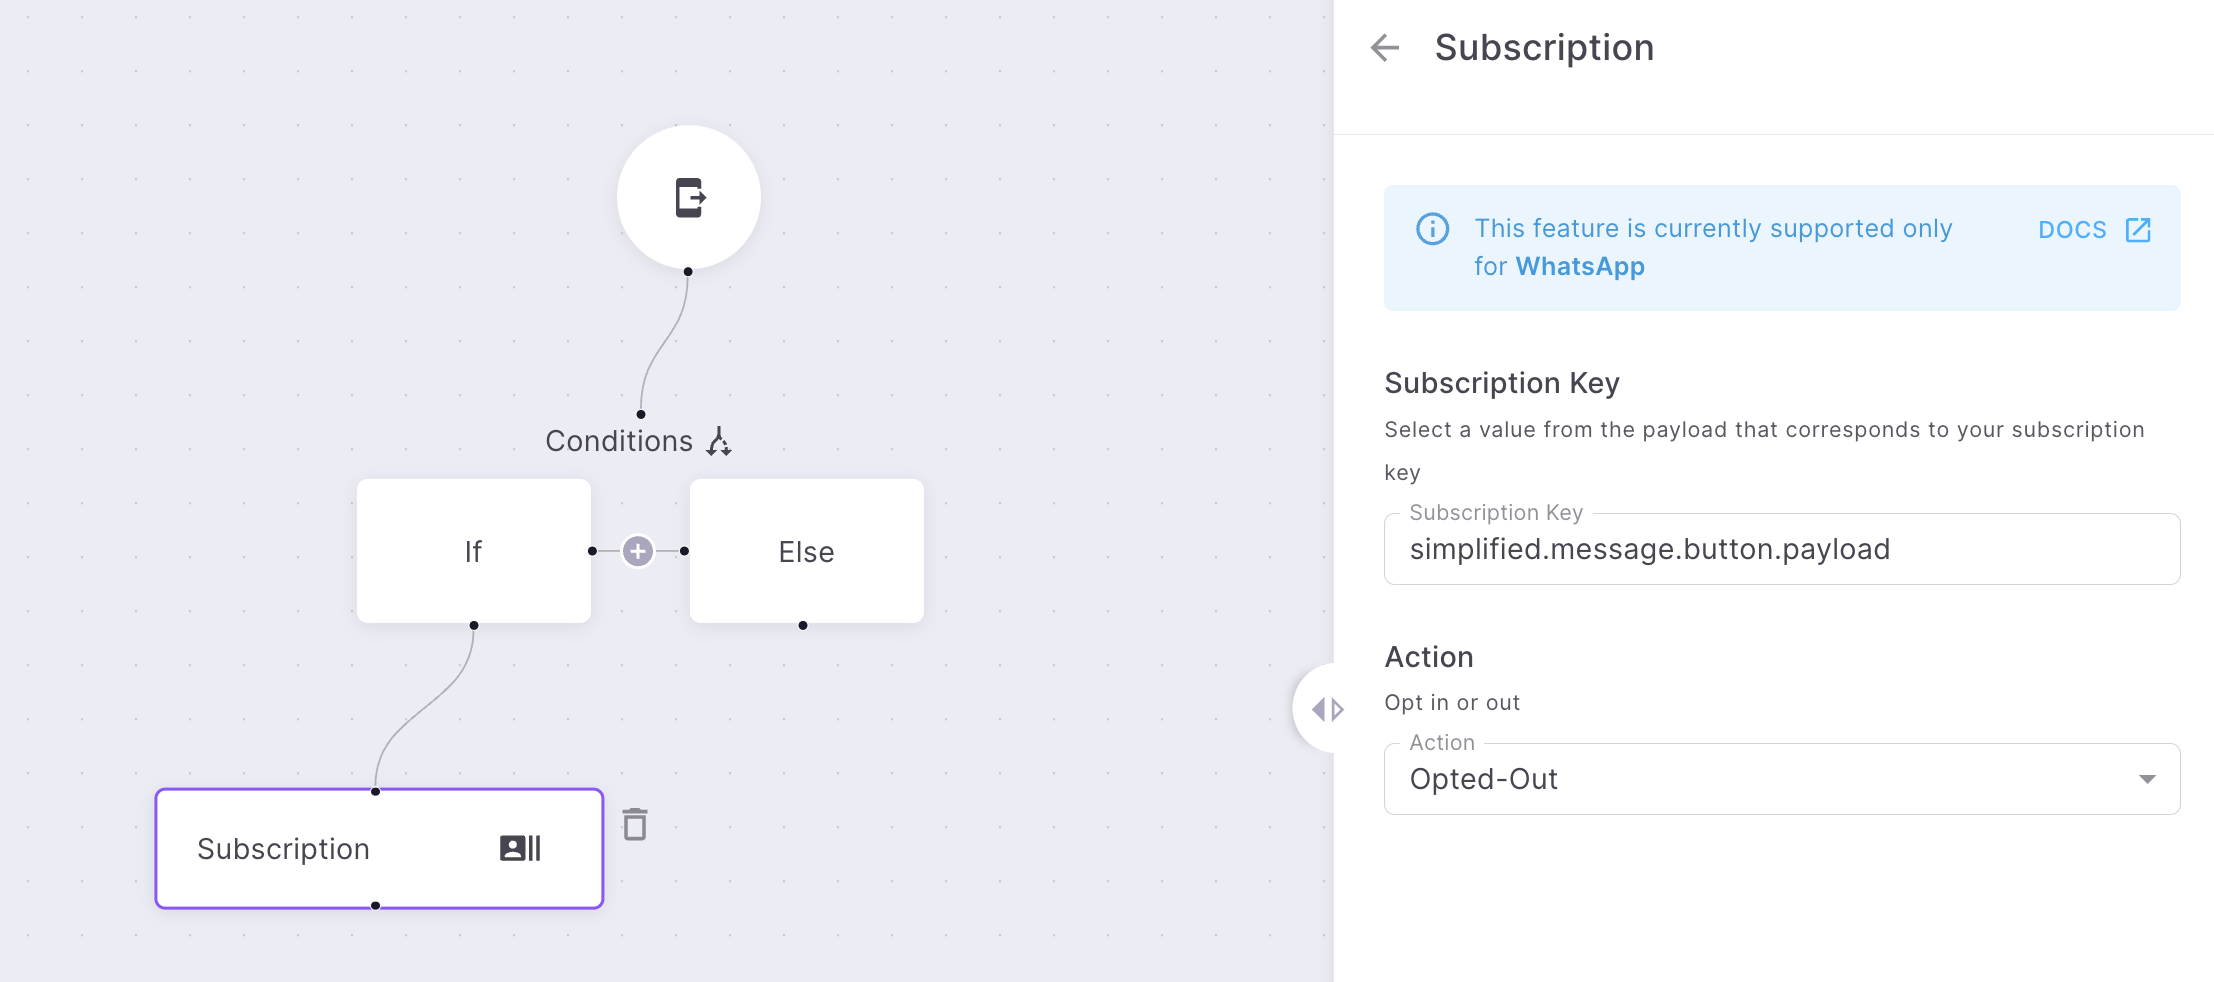 Subscription
This feature is currently supported only
for WhatsApp
DOCS
Subscription Key
Select a value from the payload that corresponds to your subscription
key
Subscription Key
simplified.message.button.payload
Action
Opt in or out
Action
Opted-Out
Conditions
If
Else
Subscription